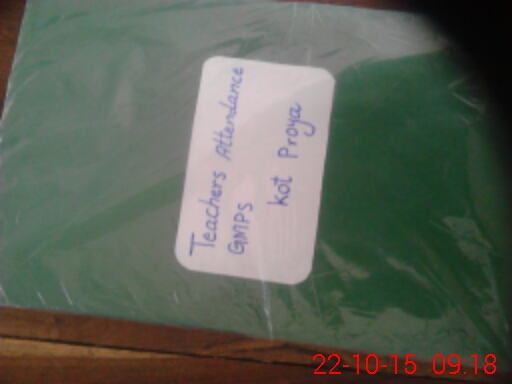 Teachers Attendance
GMPS
kot Proya
22-10-15 09:18